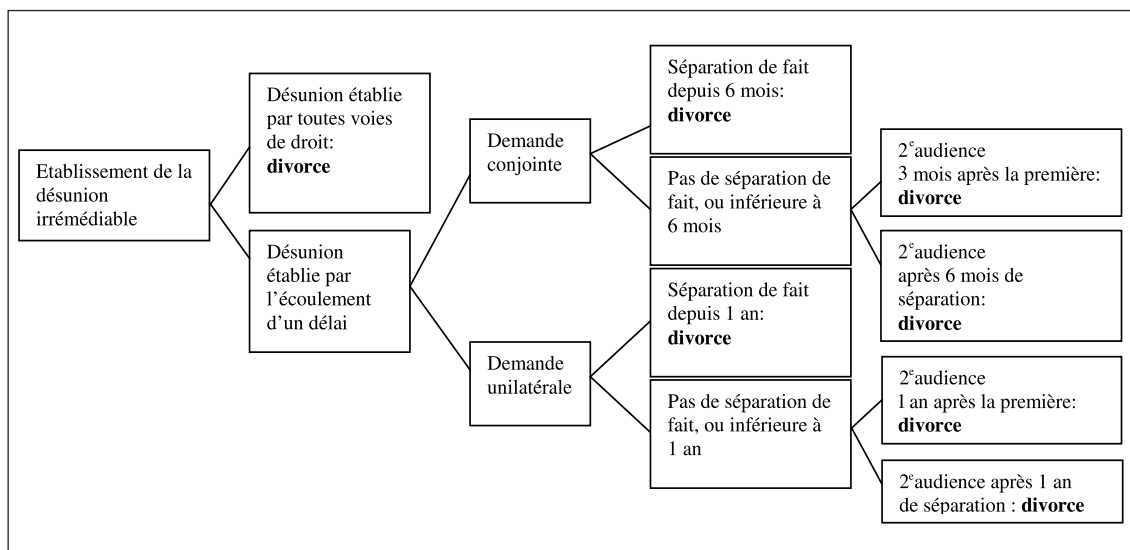 Etablissement de la
désunion
irrémédiable
Désunion établie
par toutes voies
de droit:
divorce
Désunion
établie par
l'écoulement
d'un délai
Demande
conjointe
Demande
unilatérale
Séparation de fait
depuis 6 mois:
divorce
Pas de séparation de
fait, ou inférieure à
6 mois
Séparation de fait
depuis 1 an:
divorce
Pas de séparation de
fait, ou inférieure à
1 an
2e audience
3 mois après la première:
divorce
2e audience
après 6 mois de
séparation:
divorce
2e audience
1 an après la première:
divorce
2e audience après 1 an
de séparation : divorce